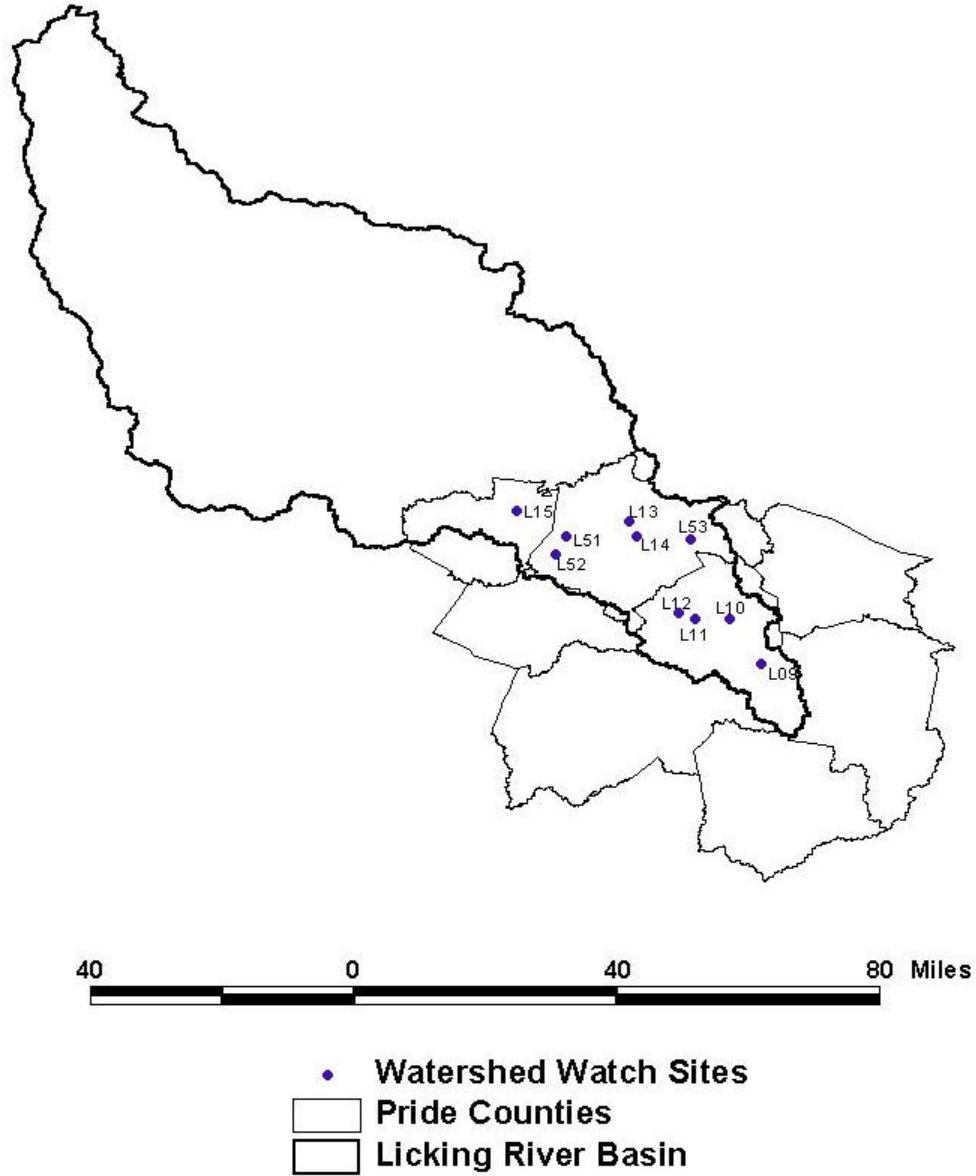 L15
L13
L51
L14
L53
L52
L12
L10
L11
L09
40 0 40 80 Miles
Watershed Watch Sites
Pride Counties
Licking River Basin